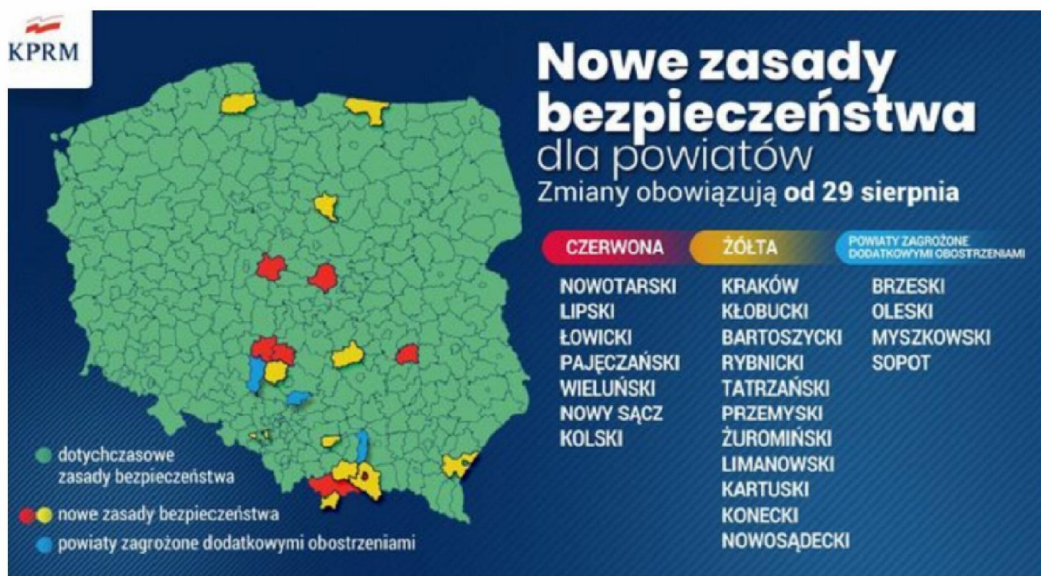 KPRM
Nowe zasady
bezpieczeństwa
dla powiatów
Zmiany obowiązują od 29 sierpnia
CZERWONA
NOWOTARSKI
LIPSKI
ŁOWICKI
PAJĘCZAŃSKI
WIELUŃSKI
NOWY SĄCZ
KOLSKI
ŻÓŁTA
KRAKÓW
KŁOBUCKI
BARTOSZYCKI
RYBNICKI
TATRZAŃSKI
PRZEMYSKI
ŻUROMIŃSKI
LIMANOWSKI
KARTUSKI
KONECKI
NOWOSĄDECKI
POWIATY ZAGROŻONE
DODATKOWYMI OBOSTRZENIAMI
BRZESKI
OLESKI
MYSZKOWSKI
SOPOT
dotychczasowe
zasady bezpieczeństwa
nowe zasady bezpieczeństwa
powiaty zagrożone dodatkowymi obostrzeniami